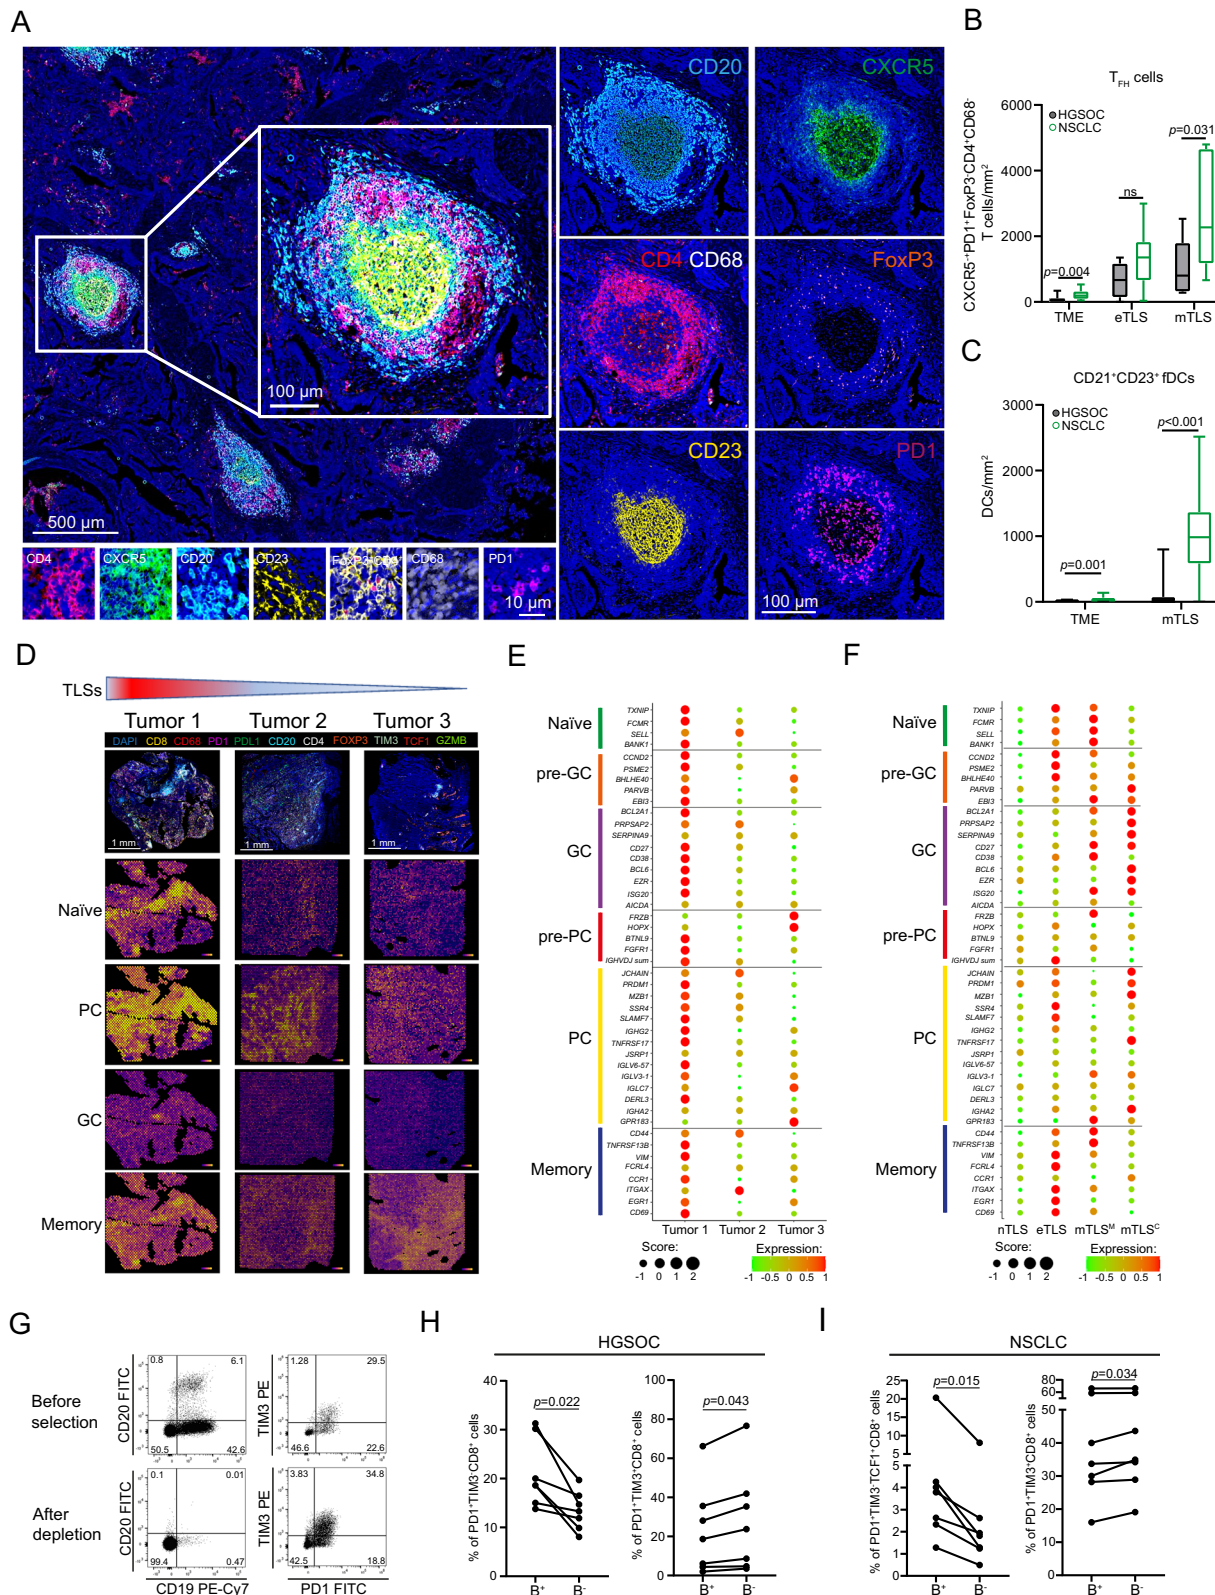 A
CD20
CXCR5
CD4 CD68
FoxP3
CD23
PD1
100 µm
500 µm
100 µm
CD4
CXCR5
CD20
CD23
CD68
PD1
10 µm
B
T_FH cells
CXCR5⁺PD1⁺FoxP3⁻CD4⁺CD68⁻
T cells/mm²
HGSOC
NSCLC
6000
4000
2000
0
p=0.004
ns
p=0.031
TME
eTLS
mTLS
C
CD21⁺CD23⁺ fDCs
DCs/mm²
HGSOC
NSCLC
3000
2000
1000
0
p=0.001
p<0.001
TME
mTLS
D
TLSs
Tumor 1
Tumor 2
Tumor 3
DAPI CD8 CD68 PD1 PDL1 CD20 CD4 FOXP3 TIM3 TCF1 GZMB
1 mm
1 mm
1 mm
Naïve
PC
GC
Memory
E
Naïve
TXNIP
FCMR
SELL
BANK1
pre-GC
CCND2
PSME2
BHLHE40
PARVB
EBI3
GC
BCL2A1
PRPSAP2
SERPINA9
CD27
CD38
BCL6
EZR
ISG20
AICDA
pre-PC
FRZB
HOPX
BTNL9
FGFR1
IGHVDJ sum
PC
JCHAIN
PRDM1
MZB1
SSR4
SLAMF7
IGHG2
TNFRSF17
JSRP1
IGLV6-57
IGLV3-1
IGLC7
DERL3
IGHA2
GPR183
Memory
CD44
TNFRSF13B
VIM
FCRL4
CCR1
ITGAX
EGR1
CD69
Tumor 1 Tumor 2 Tumor 3
Score:
-1 0 1 2
Expression:
-1 -0.5 0 0.5 1
F
Naïve
TXNIP
FCMR
SELL
BANK1
pre-GC
CCND2
PSME2
BHLHE40
PARVB
EBI3
GC
BCL2A1
PRPSAP2
SERPINA9
CD27
CD38
BCL6
EZR
ISG20
AICDA
pre-PC
FRZB
HOPX
BTNL9
FGFR1
IGHVDJ sum
PC
JCHAIN
PRDM1
MZB1
SSR4
SLAMF7
IGHG2
TNFRSF17
JSRP1
IGLV6-57
IGLV3-1
IGLC7
DERL3
IGHA2
GPR183
Memory
CD44
TNFRSF13B
VIM
FCRL4
CCR1
ITGAX
EGR1
CD69
nTLS eTLS mTLSᴹ mTLSᶜ
Score:
-1 0 1 2
Expression:
-1 -0.5 0 0.5 1
G
Before
selection
CD20 FITC
0.8 6.1
50.5 42.6
TIM3 PE
1.28 29.5
46.6 22.6
After
depletion
CD20 FITC
0.1 0.01
99.4 0.47
TIM3 PE
3.83 34.8
42.5 18.8
CD19 PE-Cy7
PD1 FITC
H
HGSOC
% of PD1⁺TIM3⁻CD8⁺ cells
40
30
20
10
0
p=0.022
B⁺ B⁻
% of PD1⁺TIM3⁺CD8⁺ cells
100
80
60
40
20
0
p=0.043
B⁺ B⁻
I
NSCLC
% of PD1⁺TIM3⁻TCF1⁺CD8⁺ cells
25
20
15
10
5
4
3
2
1
0
p=0.015
B⁺ B⁻
% of PD1⁺TIM3⁺CD8⁺ cells
80
60
50
40
30
20
10
0
p=0.034
B⁺ B⁻